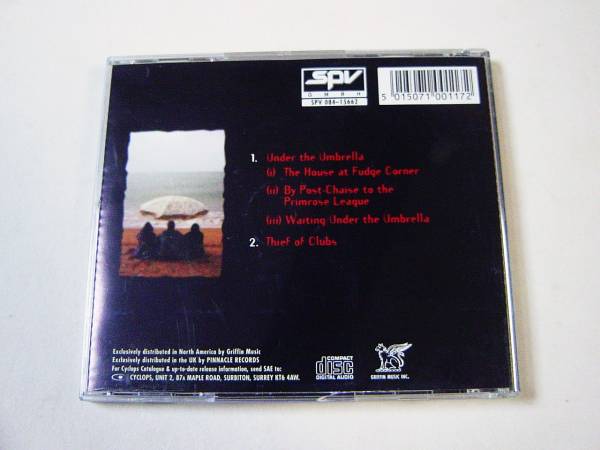 SPV
GMBH
SPV 084-15662
5 015071 001172
1. Under the Umbrella
(i) The House at Fudge Corner
(ii) By Post-Chaise to the
Primrose League
(iii) Waiting Under the Umbrella
2. Thief of Clubs
Exclusively distributed in North America by Griffin Music
Exclusively distributed in the UK by PINNACLE RECORDS
For Cyclops Catalogue & up-to-date release information, send SAE to:
CYCLOPS, UNIT 2, 87A MAPLE ROAD, SURBITON, SURREY KT6 4AW.
COMPACT
disc
DIGITAL AUDIO
GRIFFIN MUSIC INC.